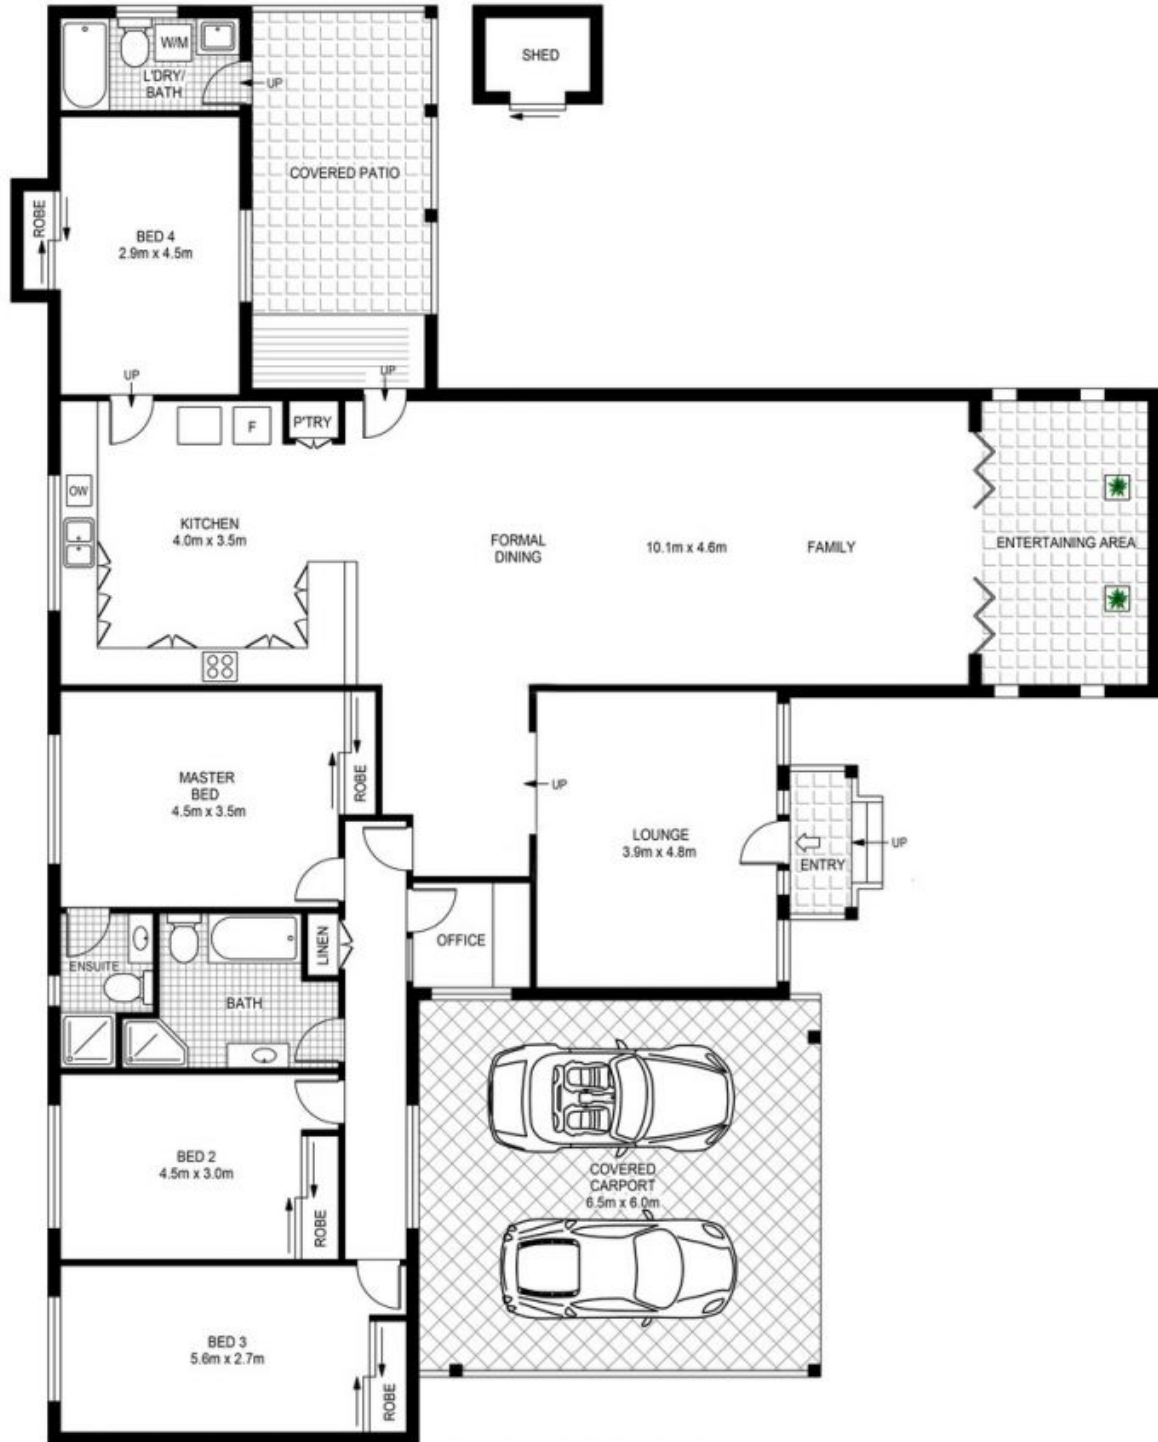 W/M
L'DRY/
BATH
UP
SHED
COVERED PATIO
ROBE
BED 4
2.9m x 4.5m
UP
UP
P'TRY
F
OW
KITCHEN
4.0m x 3.5m
FORMAL
DINING
10.1m x 4.6m
FAMILY
ENTERTAINING AREA
MASTER
BED
4.5m x 3.5m
ROBE
UP
LOUNGE
3.9m x 4.8m
UP
ENTRY
ENSUITE
LINEN
OFFICE
BATH
BED 2
4.5m x 3.0m
ROBE
COVERED
CARPORT
6.5m x 6.0m
BED 3
5.6m x 2.7m
ROBE